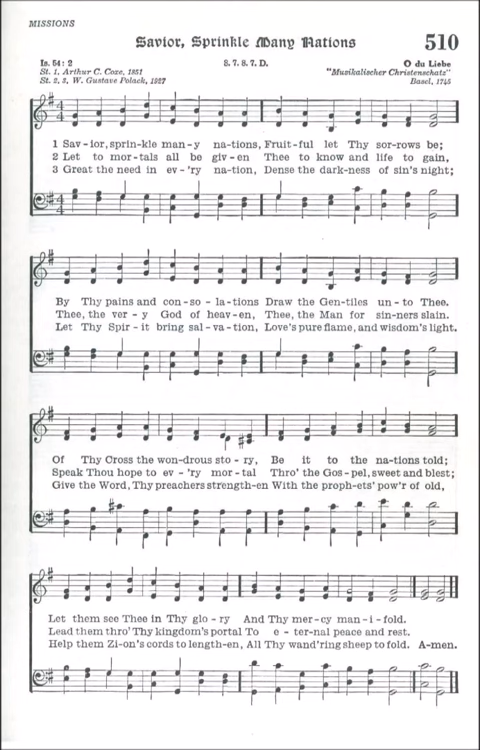 MISSIONS
Savior, Sprinkle Many Nations 510
Is. 54: 2 8. 7. 8. 7. D. O du Liebe
St. 1, Arthur C. Coxe, 1851 "Musikalischer Christenschatz"
St. 2, 3, W. Gustave Polack, 1927 Basel, 1745
1 Sav-ior, sprin-kle man-y na-tions, Fruit-ful let Thy sor-rows be;
2 Let to mor-tals all be giv-en Thee to know and life to gain,
3 Great the need in ev-'ry na-tion, Dense the dark-ness of sin's night;
By Thy pains and con-so-la-tions Draw the Gen-tiles un-to Thee.
Thee, the ver-y God of heav-en, Thee, the Man for sin-ners slain.
Let Thy Spir-it bring sal-va-tion, Love's pure flame, and wisdom's light.
Of Thy Cross the won-drous sto-ry, Be it to the na-tions told;
Speak Thou hope to ev-'ry mor-tal Thro' the Gos-pel, sweet and blest;
Give the Word, Thy preachers strength-en With the proph-ets' pow'r of old,
Let them see Thee in Thy glo-ry And Thy mer-cy man-i-fold.
Lead them thro' Thy kingdom's portal To e-ter-nal peace and rest.
Help them Zi-on's cords to length-en, All Thy wand'ring sheep to fold. A-men.